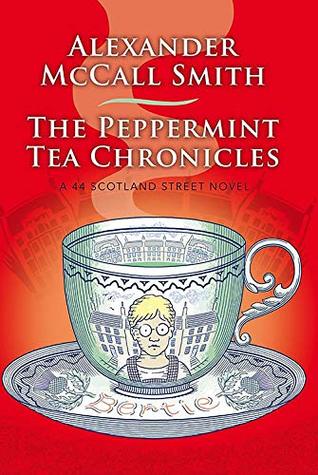 ALEXANDER
MCCALL SMITH
THE PEPPERMINT
TEA CHRONICLES
A 44 SCOTLAND STREET NOVEL
Bertie